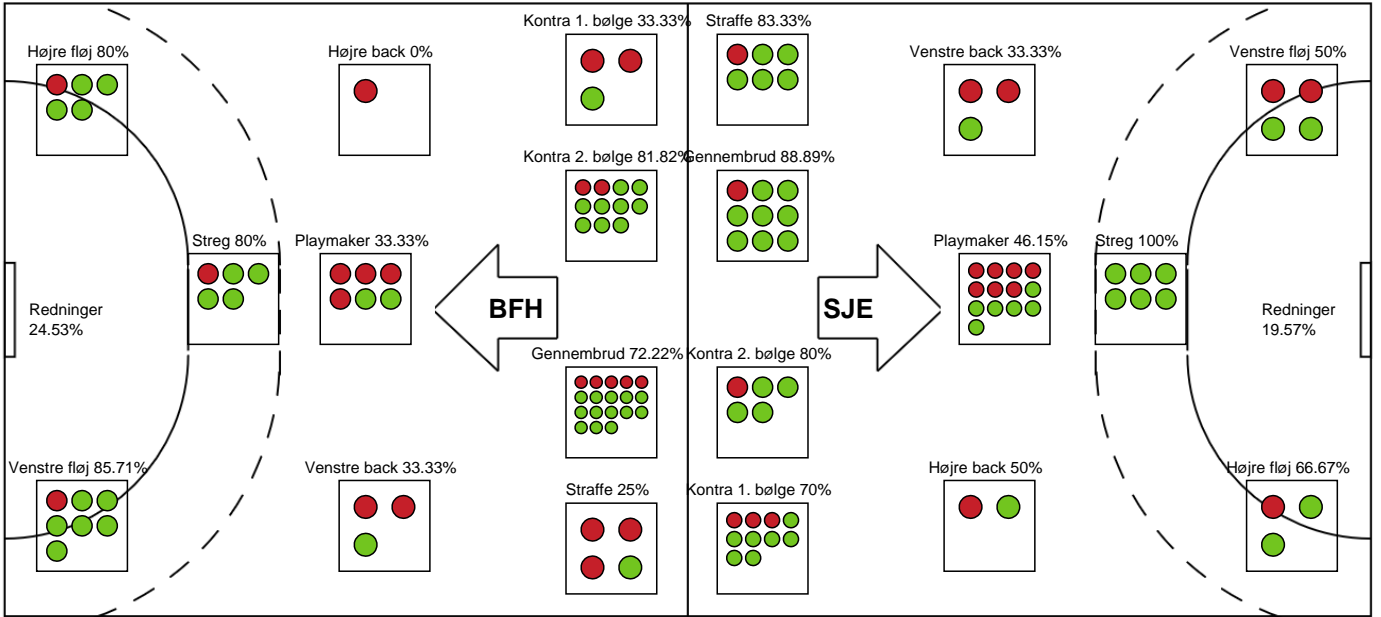 Kontra 1. bølge 33.33%
Straffe 83.33%
Højre fløj 80%
Højre back 0%
Venstre back 33.33%
Venstre fløj 50%
Kontra 2. bølge 81.82%
Gennembrud 88.89%
Streg 80%
Playmaker 33.33%
Playmaker 46.15%
Streg 100%
Redninger
24.53%
BFH
SJE
Redninger
19.57%
Gennembrud 72.22%
Kontra 2. bølge 80%
Venstre fløj 85.71%
Venstre back 33.33%
Højre back 50%
Højre fløj 66.67%
Straffe 25%
Kontra 1. bølge 70%